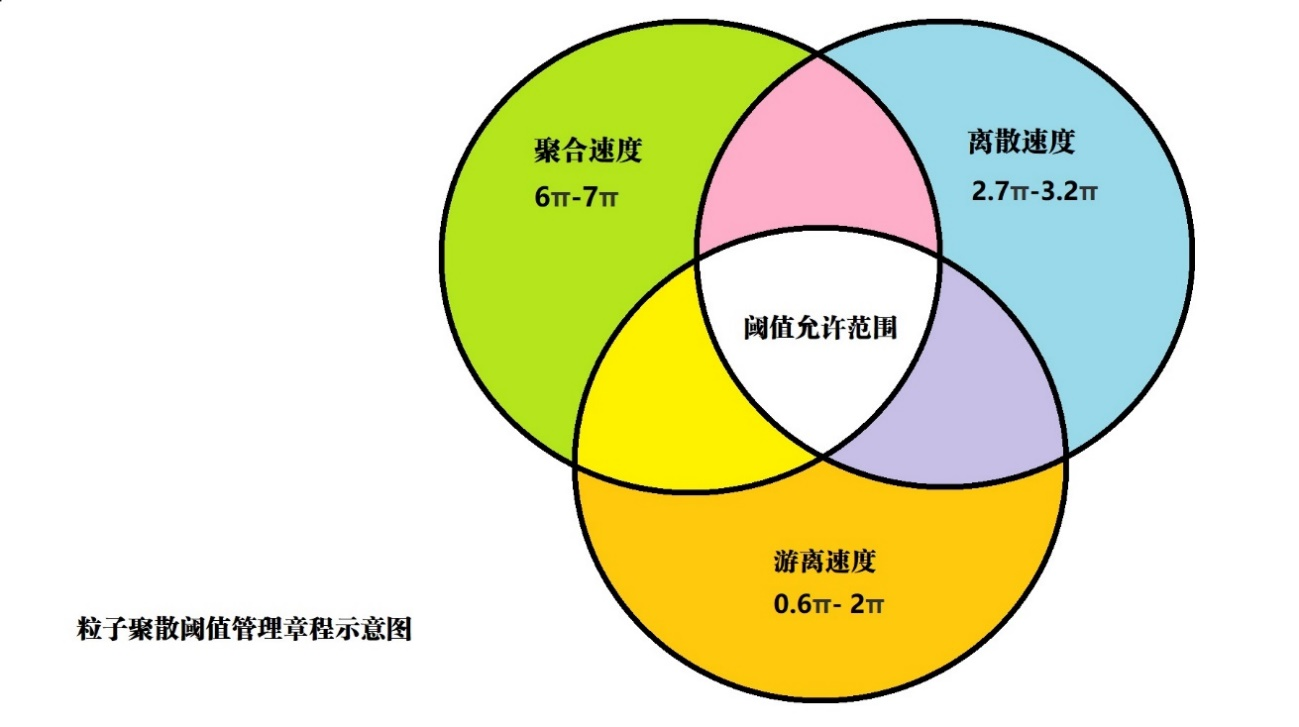 聚合速度
6π-7π
离散速度
2.7π-3.2π
阈值允许范围
游离速度
0.6π- 2π
粒子聚散阈值管理章程示意图